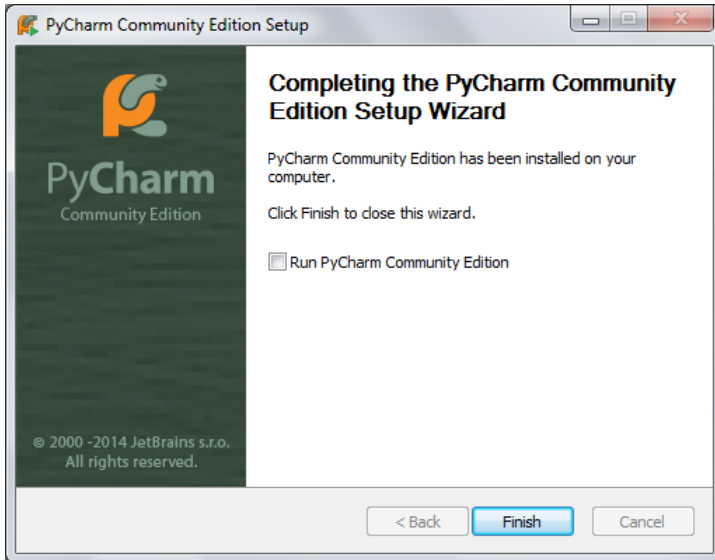 PyCharm Community Edition Setup
Completing the PyCharm Community
Edition Setup Wizard
PyCharm Community Edition has been installed on your
computer.
Click Finish to close this wizard.
Run PyCharm Community Edition
PyCharm
Community Edition
© 2000 -2014 JetBrains s.r.o.
All rights reserved.
< Back
Finish
Cancel